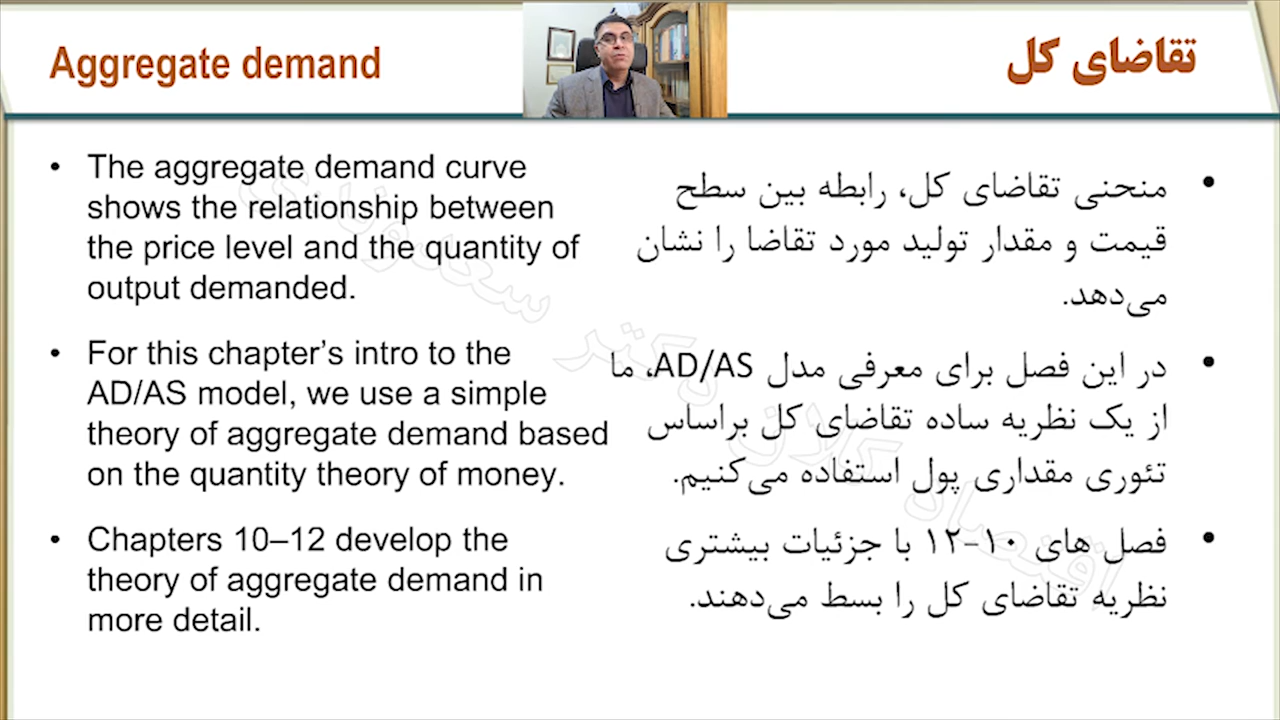 Aggregate demand
تقاضای کل
• The aggregate demand curve
shows the relationship between
the price level and the quantity of
output demanded.
• For this chapter’s intro to the
AD/AS model, we use a simple
theory of aggregate demand based
on the quantity theory of money.
• Chapters 10–12 develop the
theory of aggregate demand in
more detail.
• منحنی تقاضای کل، رابطه بین سطح
قیمت و مقدار تولید مورد تقاضا را نشان
می‌دهد.
• در این فصل برای معرفی مدل AD/AS، ما
از یک نظریه ساده تقاضای کل براساس
تئوری مقداری پول استفاده می‌کنیم.
• فصل های ۱۰-۱۲ با جزئیات بیشتری
نظریه تقاضای کل را بسط می‌دهند.
اقتصاد کلان دکتر سعدوندی